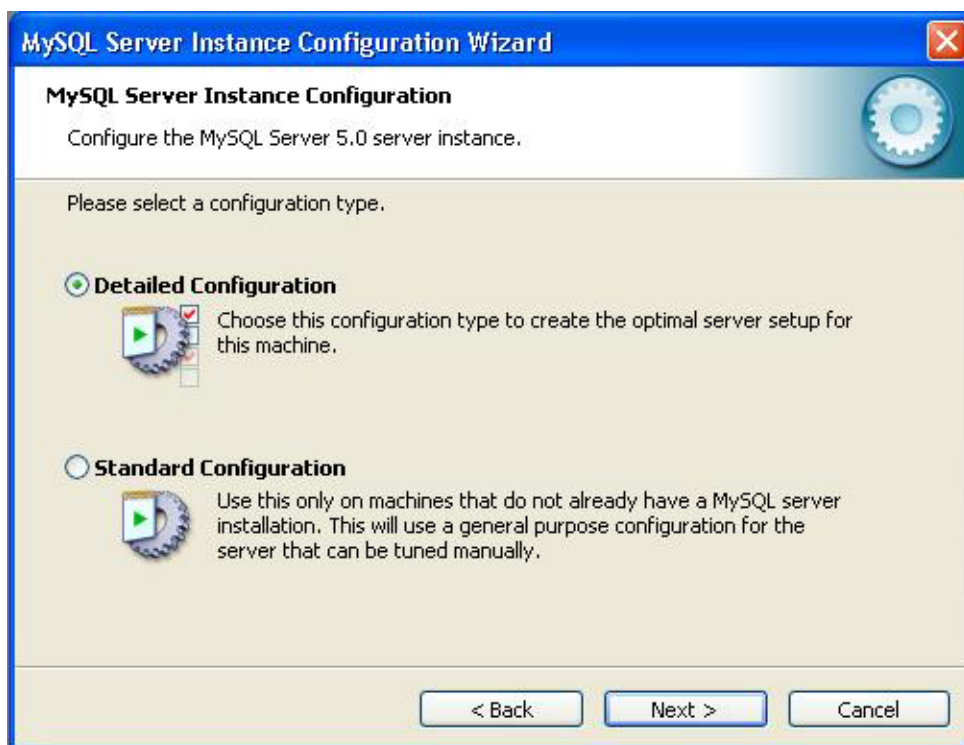 MySQL Server Instance Configuration Wizard
MySQL Server Instance Configuration
Configure the MySQL Server 5.0 server instance.
Please select a configuration type.
Detailed Configuration
Choose this configuration type to create the optimal server setup for
this machine.
Standard Configuration
Use this only on machines that do not already have a MySQL server
installation. This will use a general purpose configuration for the
server that can be tuned manually.
< Back
Next >
Cancel